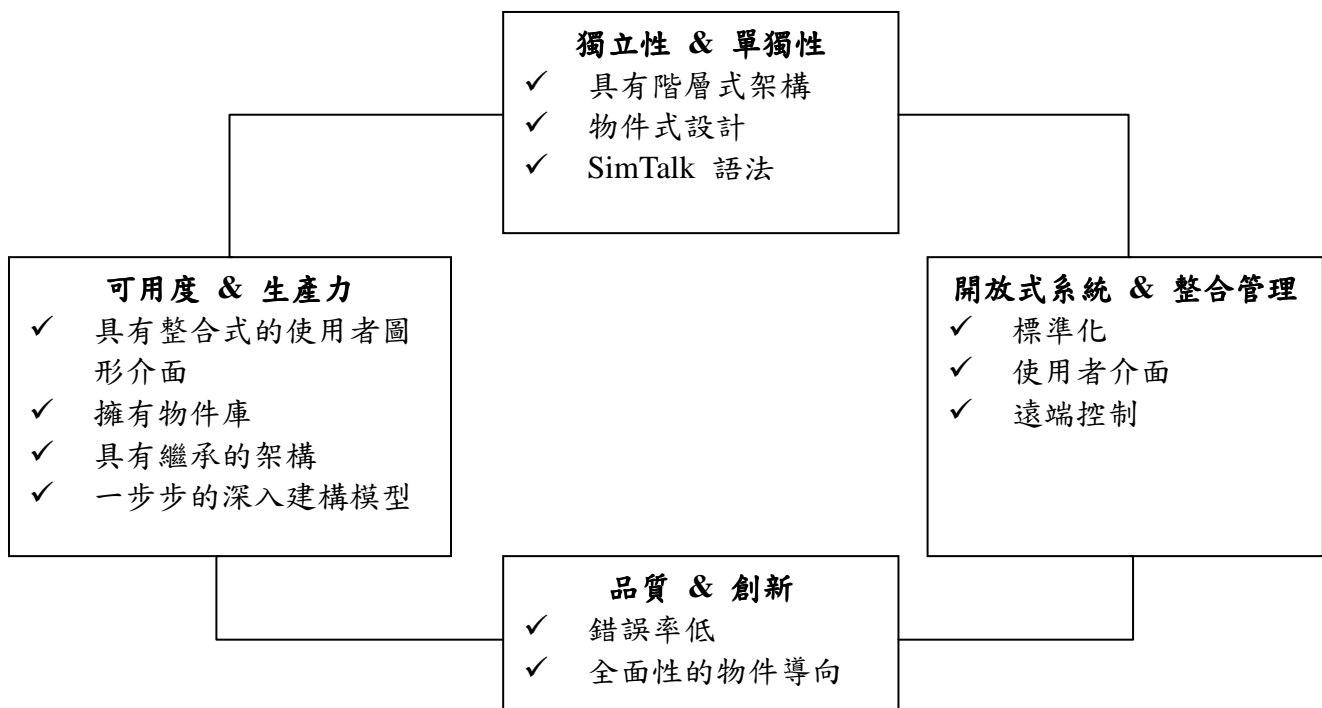 獨立性 & 單獨性
✓ 具有階層式架構
✓ 物件式設計
✓ SimTalk 語法
可用度 & 生產力
✓ 具有整合式的使用者圖
形介面
✓ 擁有物件庫
✓ 具有繼承的架構
✓ 一步步的深入建構模型
開放式系統 & 整合管理
✓ 標準化
✓ 使用者介面
✓ 遠端控制
品質 & 創新
✓ 錯誤率低
✓ 全面性的物件導向